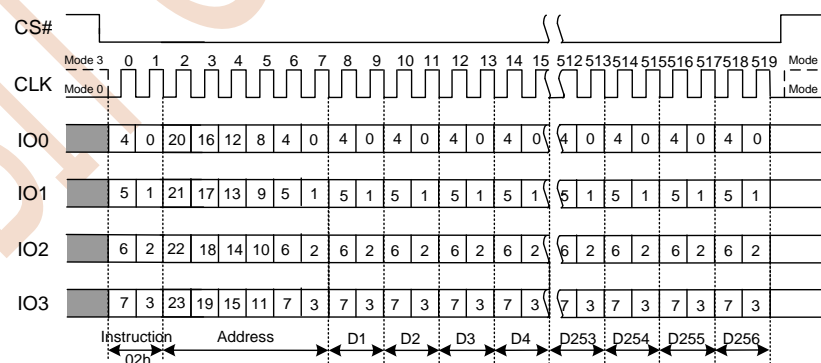 CS#
Mode 3 0 1 2 3 4 5 6 7 8 9 10 11 12 13 14 15 512 513 514 515 516 517 518 519 Mode
CLK
Mode 0 Mode
IO0 4 0 20 16 12 8 4 0 4 0 4 0 4 0 4 0 4 0 4 0 4 0 4 0
IO1 5 1 21 17 13 9 5 1 5 1 5 1 5 1 5 1 5 1 5 1 5 1 5 1
IO2 6 2 22 18 14 10 6 2 6 2 6 2 6 2 6 2 6 2 6 2 6 2 6 2
IO3 7 3 23 19 15 11 7 3 7 3 7 3 7 3 7 3 7 3 7 3 7 3 7 3
Instruction Address D1 D2 D3 D4 D253 D254 D255 D256
02h